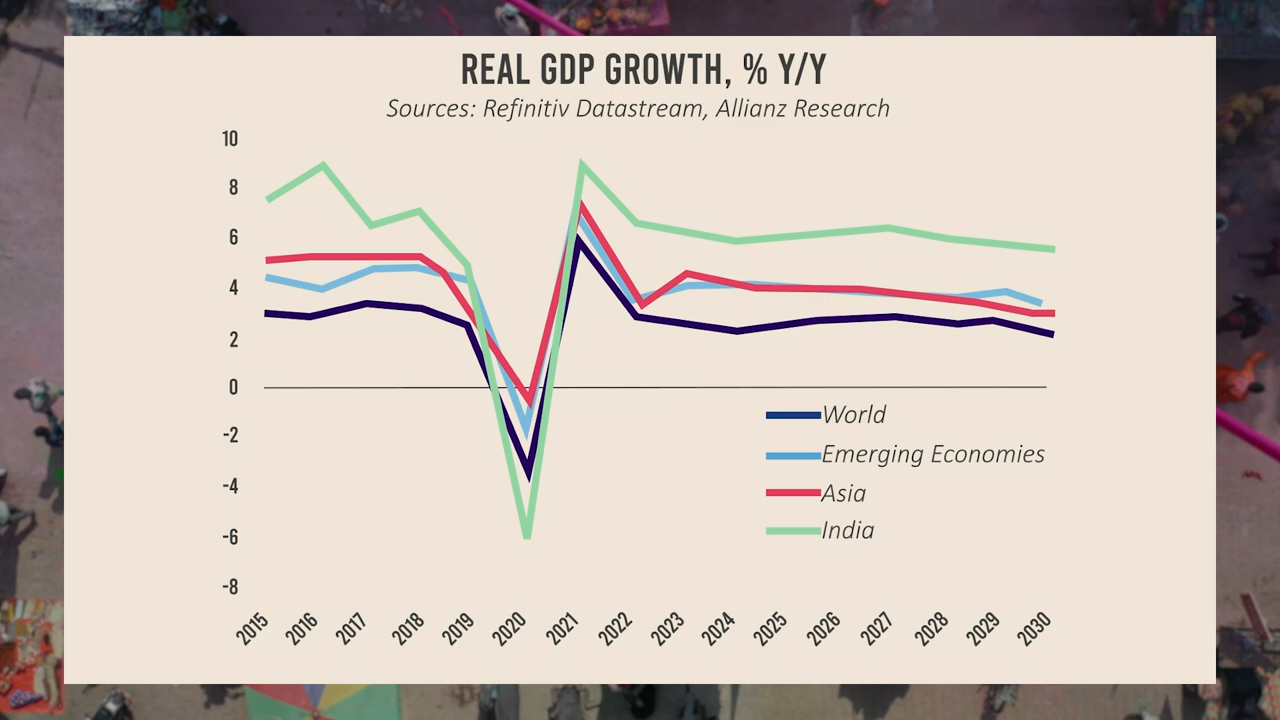 REAL GDP GROWTH, % Y/Y
Sources: Refinitiv Datastream, Allianz Research
10
8
6
4
2
0
-2
-4
-6
-8
World
Emerging Economies
Asia
India
2015 2016 2017 2018 2019 2020 2021 2022 2023 2024 2025 2026 2027 2028 2029 2030